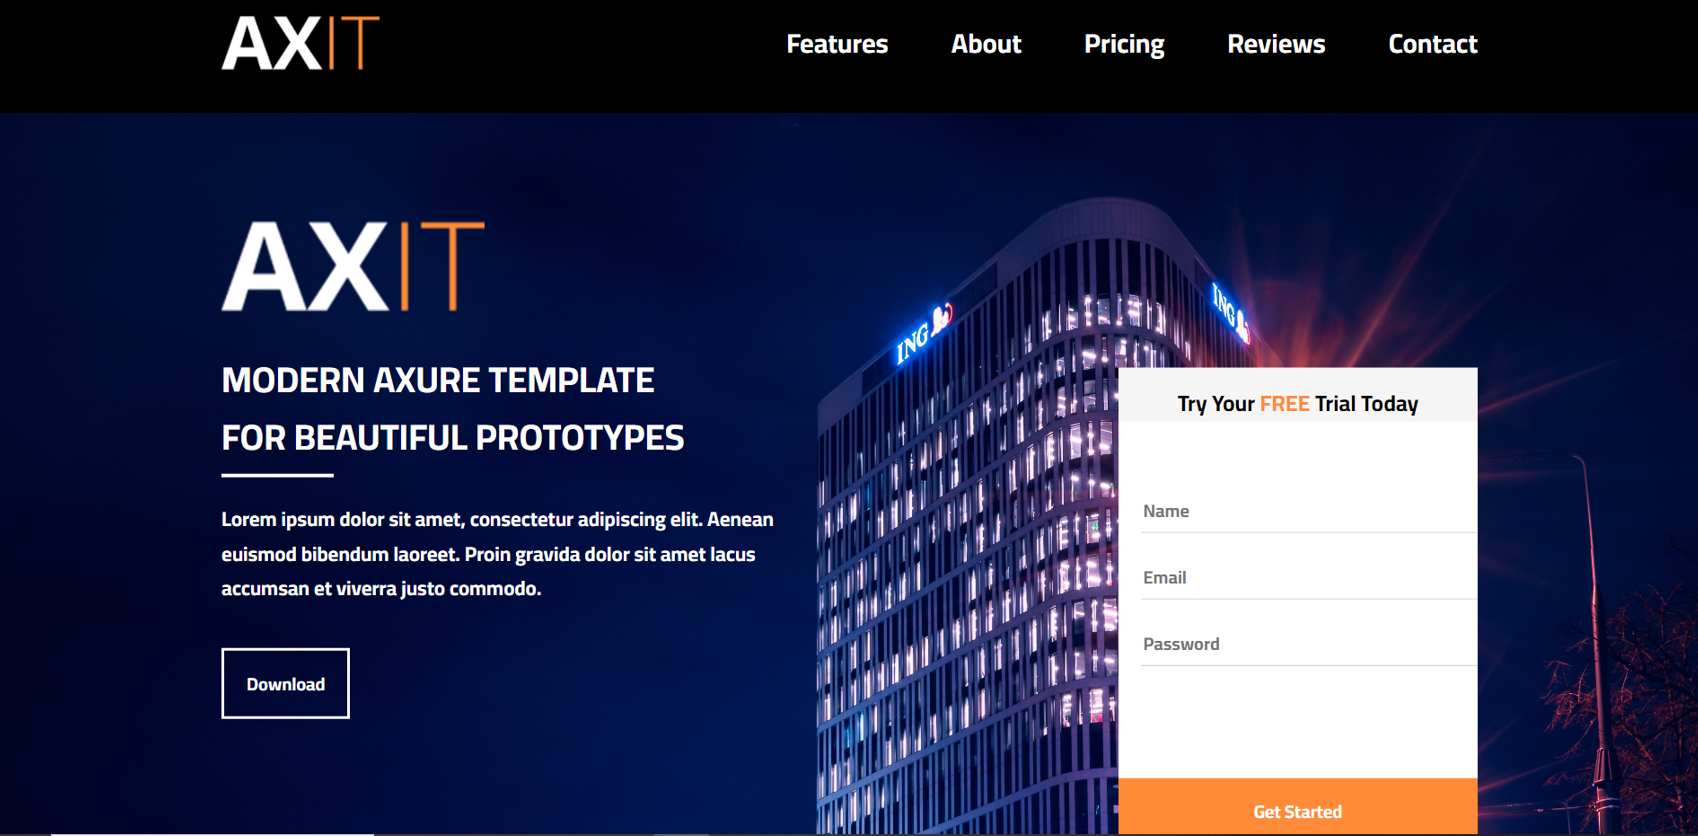 AXIT
Features About Pricing Reviews Contact
AXIT
MODERN AXURE TEMPLATE
FOR BEAUTIFUL PROTOTYPES
Lorem ipsum dolor sit amet, consectetur adipiscing elit. Aenean
euismod bibendum laoreet. Proin gravida dolor sit amet lacus
accumsan et viverra justo commodo.
Download
ING
ING
Try Your FREE Trial Today
Name
Email
Password
Get Started